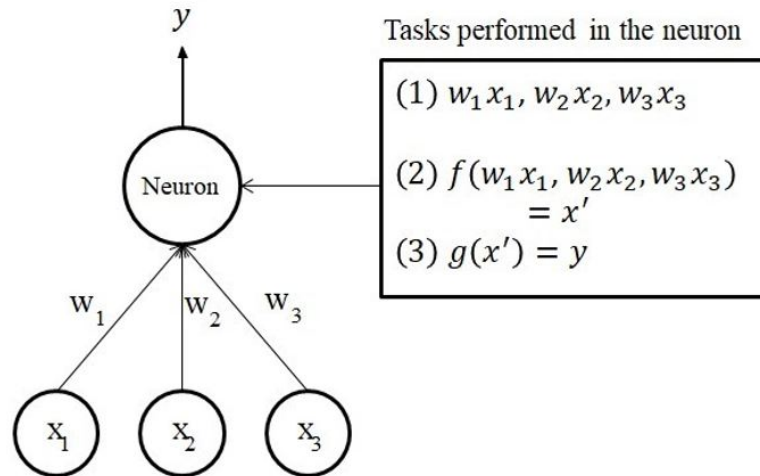 y
Tasks performed in the neuron
(1) w₁x₁, w₂x₂, w₃x₃
(2) f(w₁x₁, w₂x₂, w₃x₃)
= x′
(3) g(x′) = y
Neuron
W₁
W₂
W₃
X₁
X₂
X₃